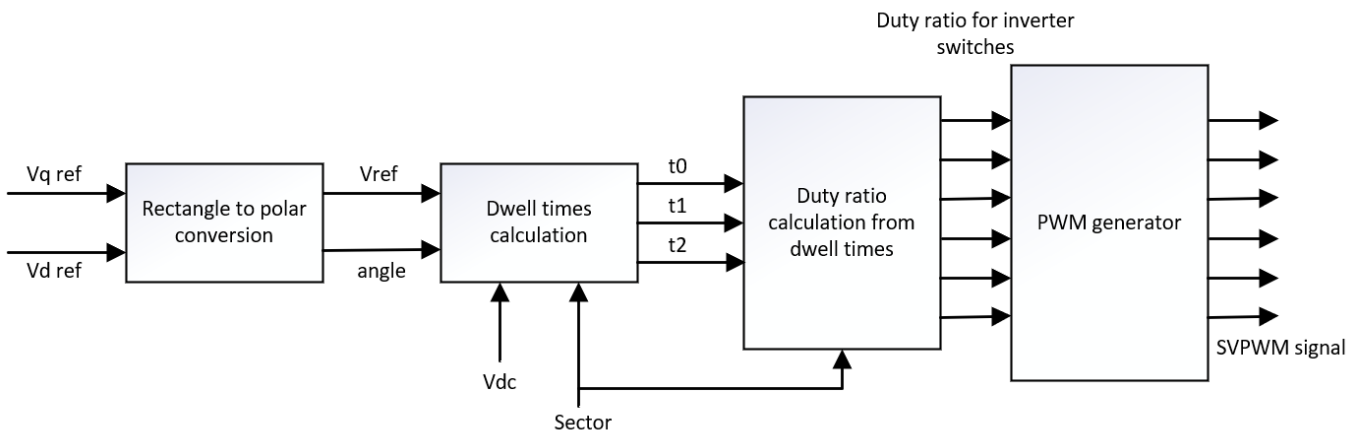 Duty ratio for inverter
switches
Vq ref
Vd ref
Rectangle to polar
conversion
Vref
angle
Dwell times
calculation
Vdc
Sector
t0
t1
t2
Duty ratio
calculation from
dwell times
PWM generator
SVPWM signal